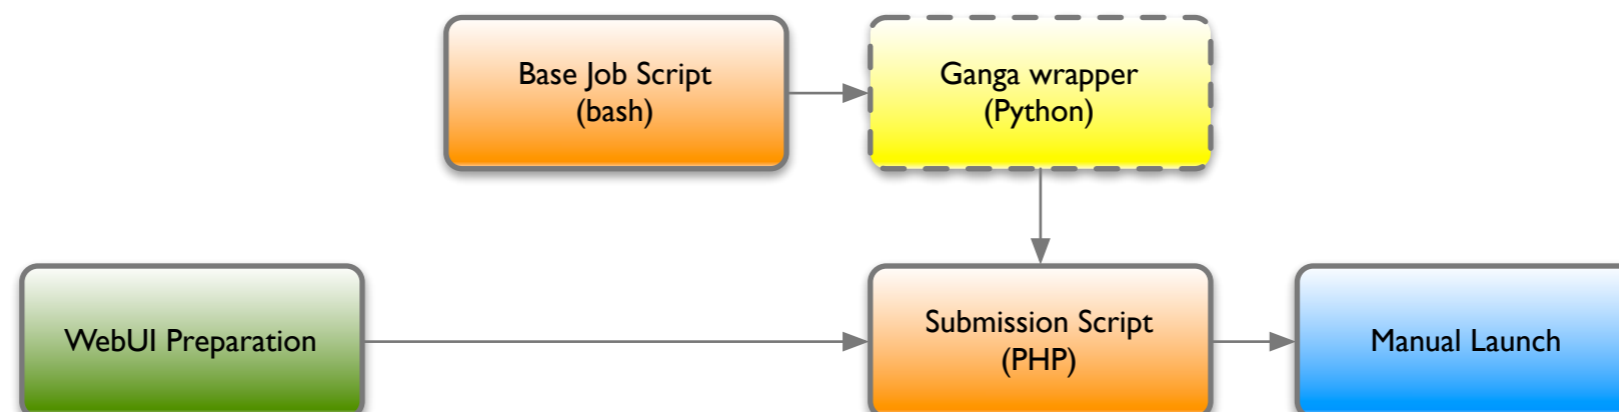 Base Job Script
(bash)
Ganga wrapper
(Python)
WebUI Preparation
Submission Script
(PHP)
Manual Launch